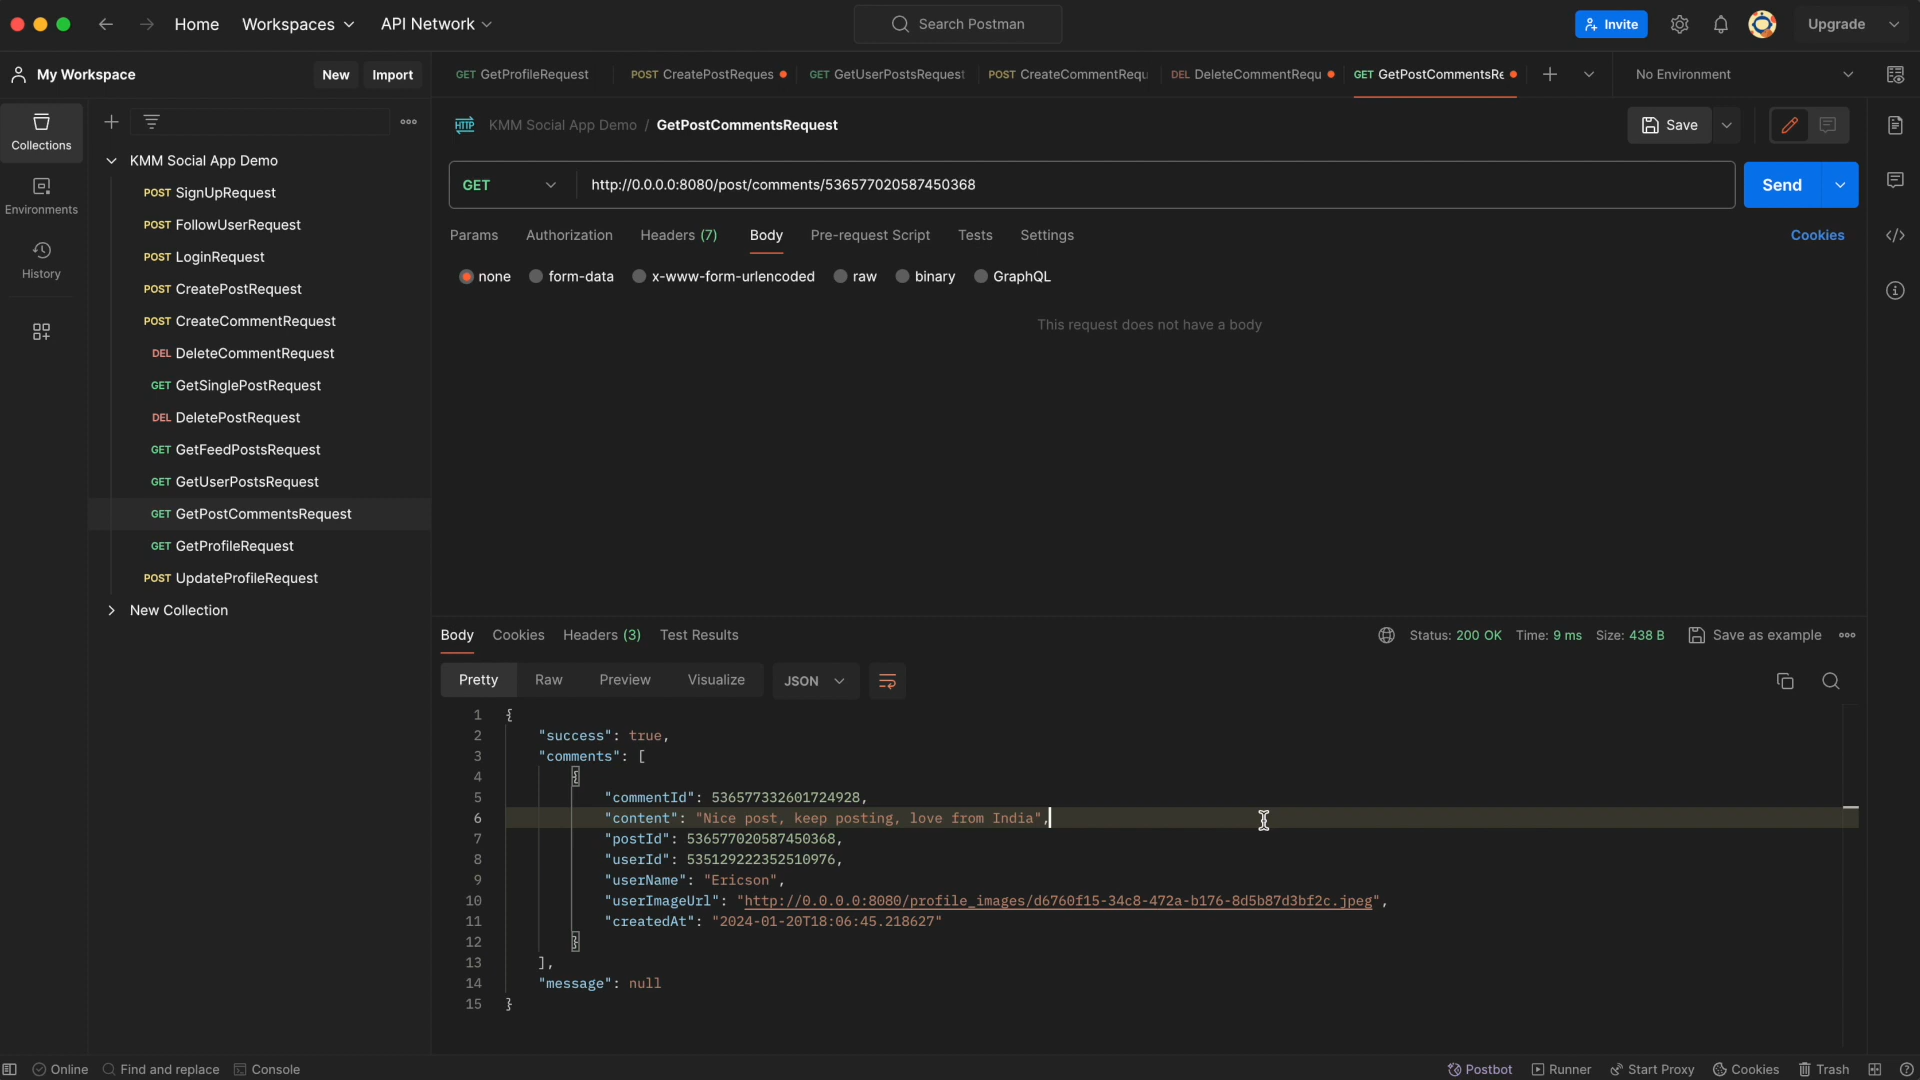 Home Workspaces API Network Search Postman Invite Upgrade
My Workspace New Import GET GetProfileRequest POST CreatePostReques GET GetUserPostsRequest POST CreateCommentRequ DEL DeleteCommentRequ GET GetPostCommentsRe No Environment
Collections
Environments
History
KMM Social App Demo
POST SignUpRequest
POST FollowUserRequest
POST LoginRequest
POST CreatePostRequest
POST CreateCommentRequest
DEL DeleteCommentRequest
GET GetSinglePostRequest
DEL DeletePostRequest
GET GetFeedPostsRequest
GET GetUserPostsRequest
GET GetPostCommentsRequest
GET GetProfileRequest
POST UpdateProfileRequest
New Collection
HTTP KMM Social App Demo / GetPostCommentsRequest Save
GET http://0.0.0.0:8080/post/comments/536577020587450368 Send
Params Authorization Headers (7) Body Pre-request Script Tests Settings Cookies
none form-data x-www-form-urlencoded raw binary GraphQL
This request does not have a body
Body Cookies Headers (3) Test Results Status: 200 OK Time: 9 ms Size: 438 B Save as example
Pretty Raw Preview Visualize JSON
1 {
2 "success": true,
3 "comments": [
4 {
5 "commentId": 536577332601724928,
6 "content": "Nice post, keep posting, love from India",
7 "postId": 536577020587450368,
8 "userId": 535129222352510976,
9 "userName": "Ericson",
10 "userImageUrl": "http://0.0.0.0:8080/profile_images/d6760f15-34c8-472a-b176-8d5b87d3bf2c.jpeg",
11 "createdAt": "2024-01-20T18:06:45.218627"
12 }
13 ],
14 "message": null
15 }
Online Find and replace Console Postbot Runner Start Proxy Cookies Trash